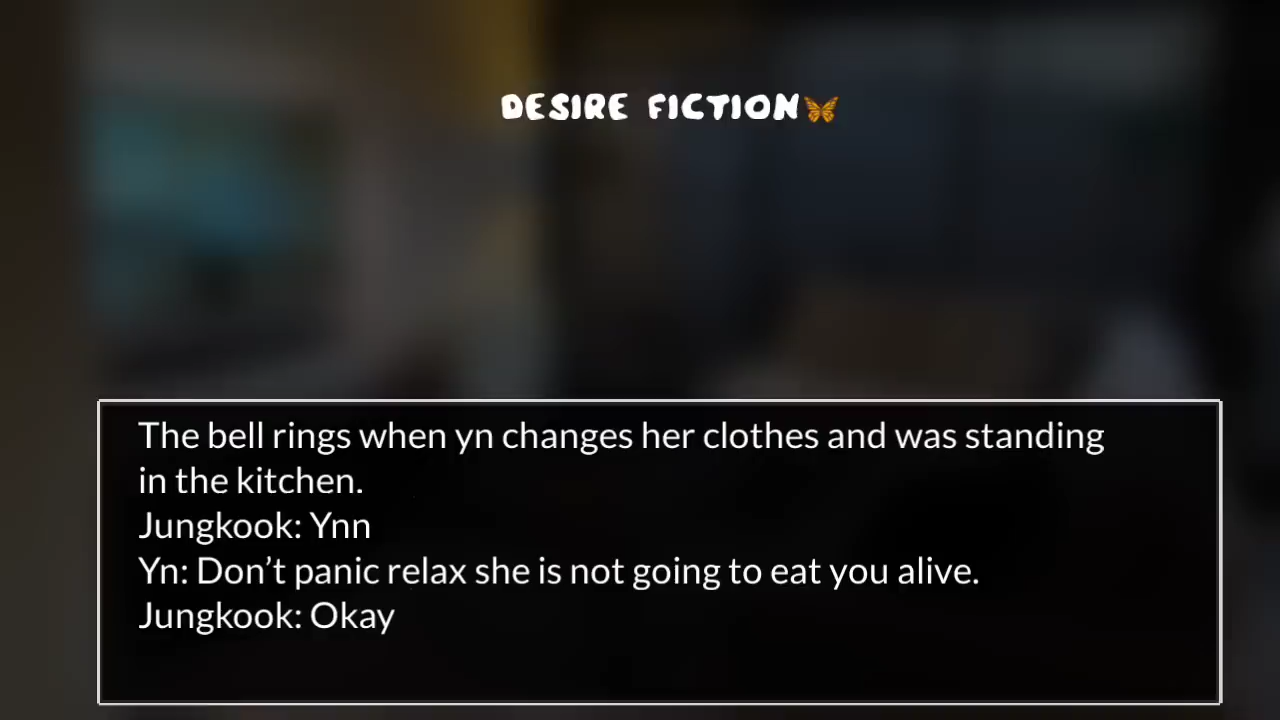 DESIRE FICTION🦋
The bell rings when yn changes her clothes and was standing
in the kitchen.
Jungkook: Ynn
Yn: Don’t panic relax she is not going to eat you alive.
Jungkook: Okay